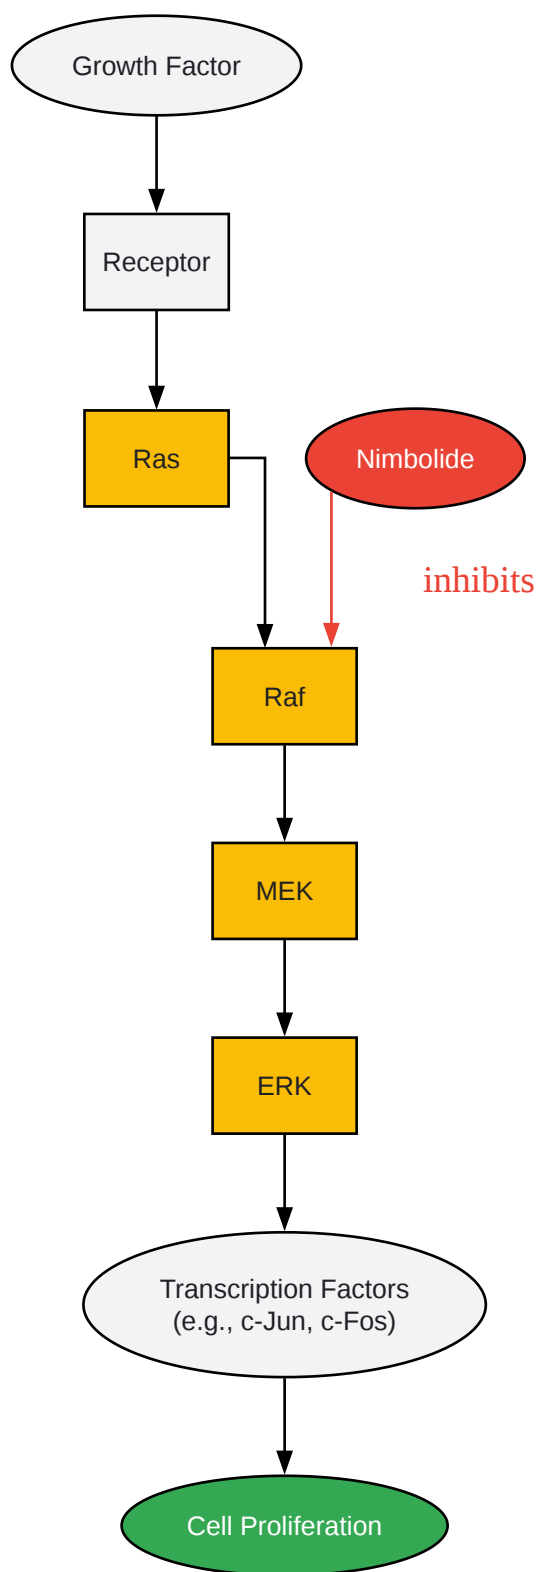 Growth Factor
Receptor
Ras
Nimbolide
inhibits
Raf
MEK
ERK
Transcription Factors
(e.g., c-Jun, c-Fos)
Cell Proliferation